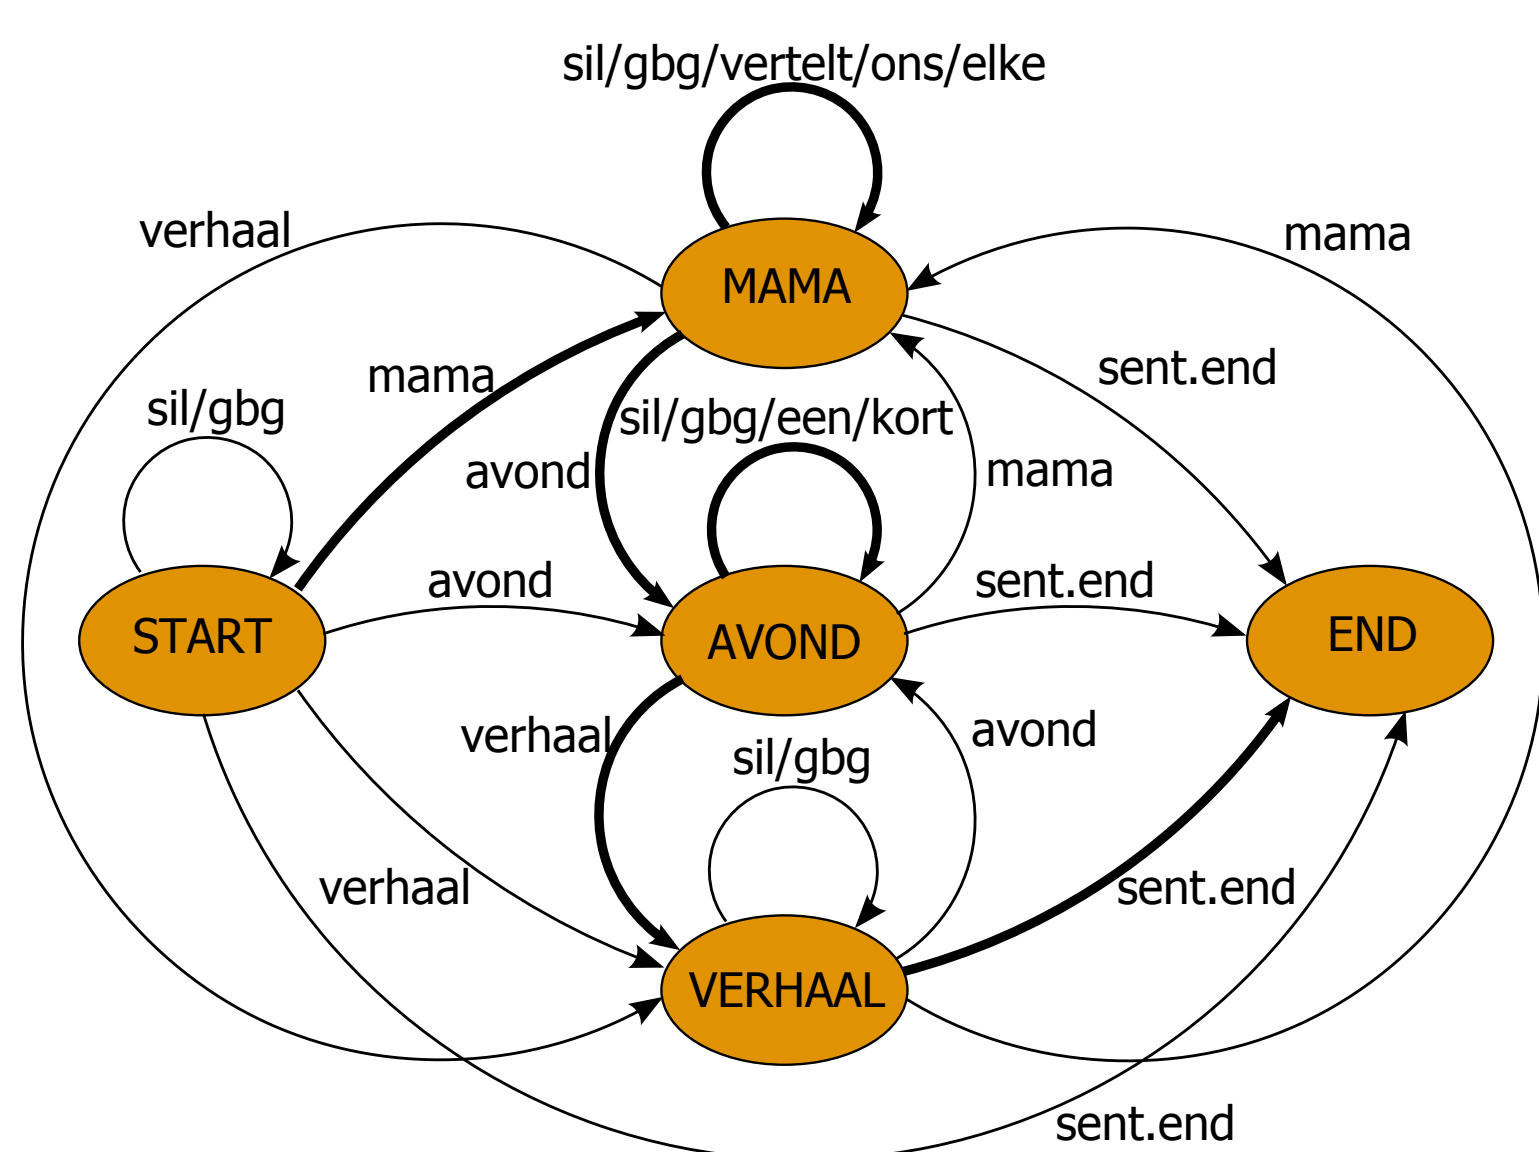 sil/gbg/vertelt/ons/elke
verhaal
mama
MAMA
sent.end
mama
sil/gbg
sil/gbg/een/kort
avond
mama
avond
sent.end
START
AVOND
END
verhaal
avond
sil/gbg
verhaal
sent.end
VERHAAL
sent.end